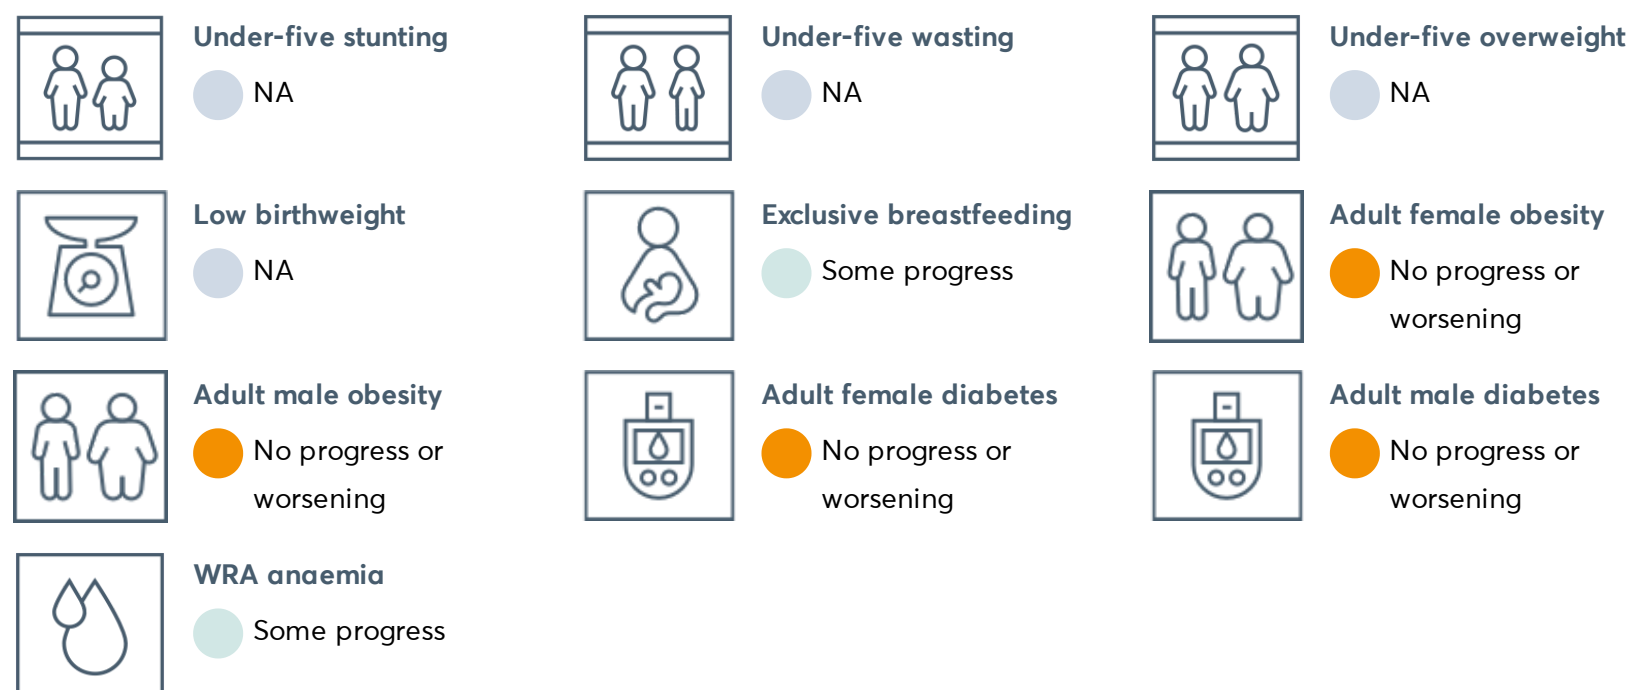 Under-five stunting
NA
Under-five wasting
NA
Under-five overweight
NA
Low birthweight
NA
Exclusive breastfeeding
Some progress
Adult female obesity
No progress or
worsening
Adult male obesity
No progress or
worsening
Adult female diabetes
No progress or
worsening
Adult male diabetes
No progress or
worsening
WRA anaemia
Some progress